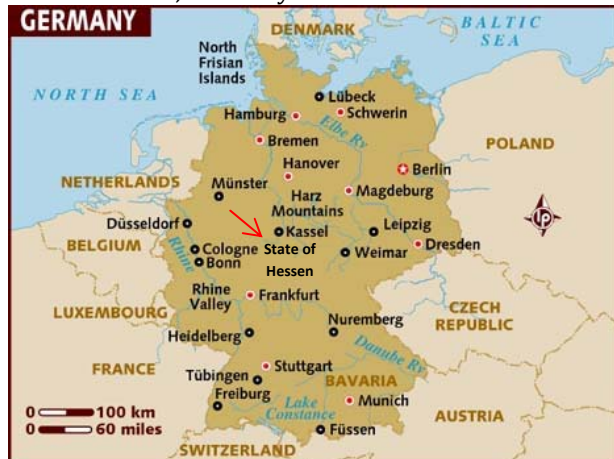 GERMANY
DENMARK
BALTIC
SEA
North
Frisian
Islands
NORTH SEA
Lübeck
Hamburg
Schwerin
Elbe Rv
Bremen
POLAND
Hanover
Berlin
NETHERLANDS
Münster
Harz
Mountains
Magdeburg
Düsseldorf
Kassel
Leipzig
lp
BELGIUM
Rhine
Cologne
State of
Hessen
Weimar
Dresden
Bonn
Rhine
Valley
Frankfurt
LUXEMBOURG
CZECH
REPUBLIC
Heidelberg
Nuremberg
Danube Rv
FRANCE
Stuttgart
Tübingen
BAVARIA
Freiburg
Lake
Constance
Munich
AUSTRIA
0 100 km
0 60 miles
Füssen
SWITZERLAND